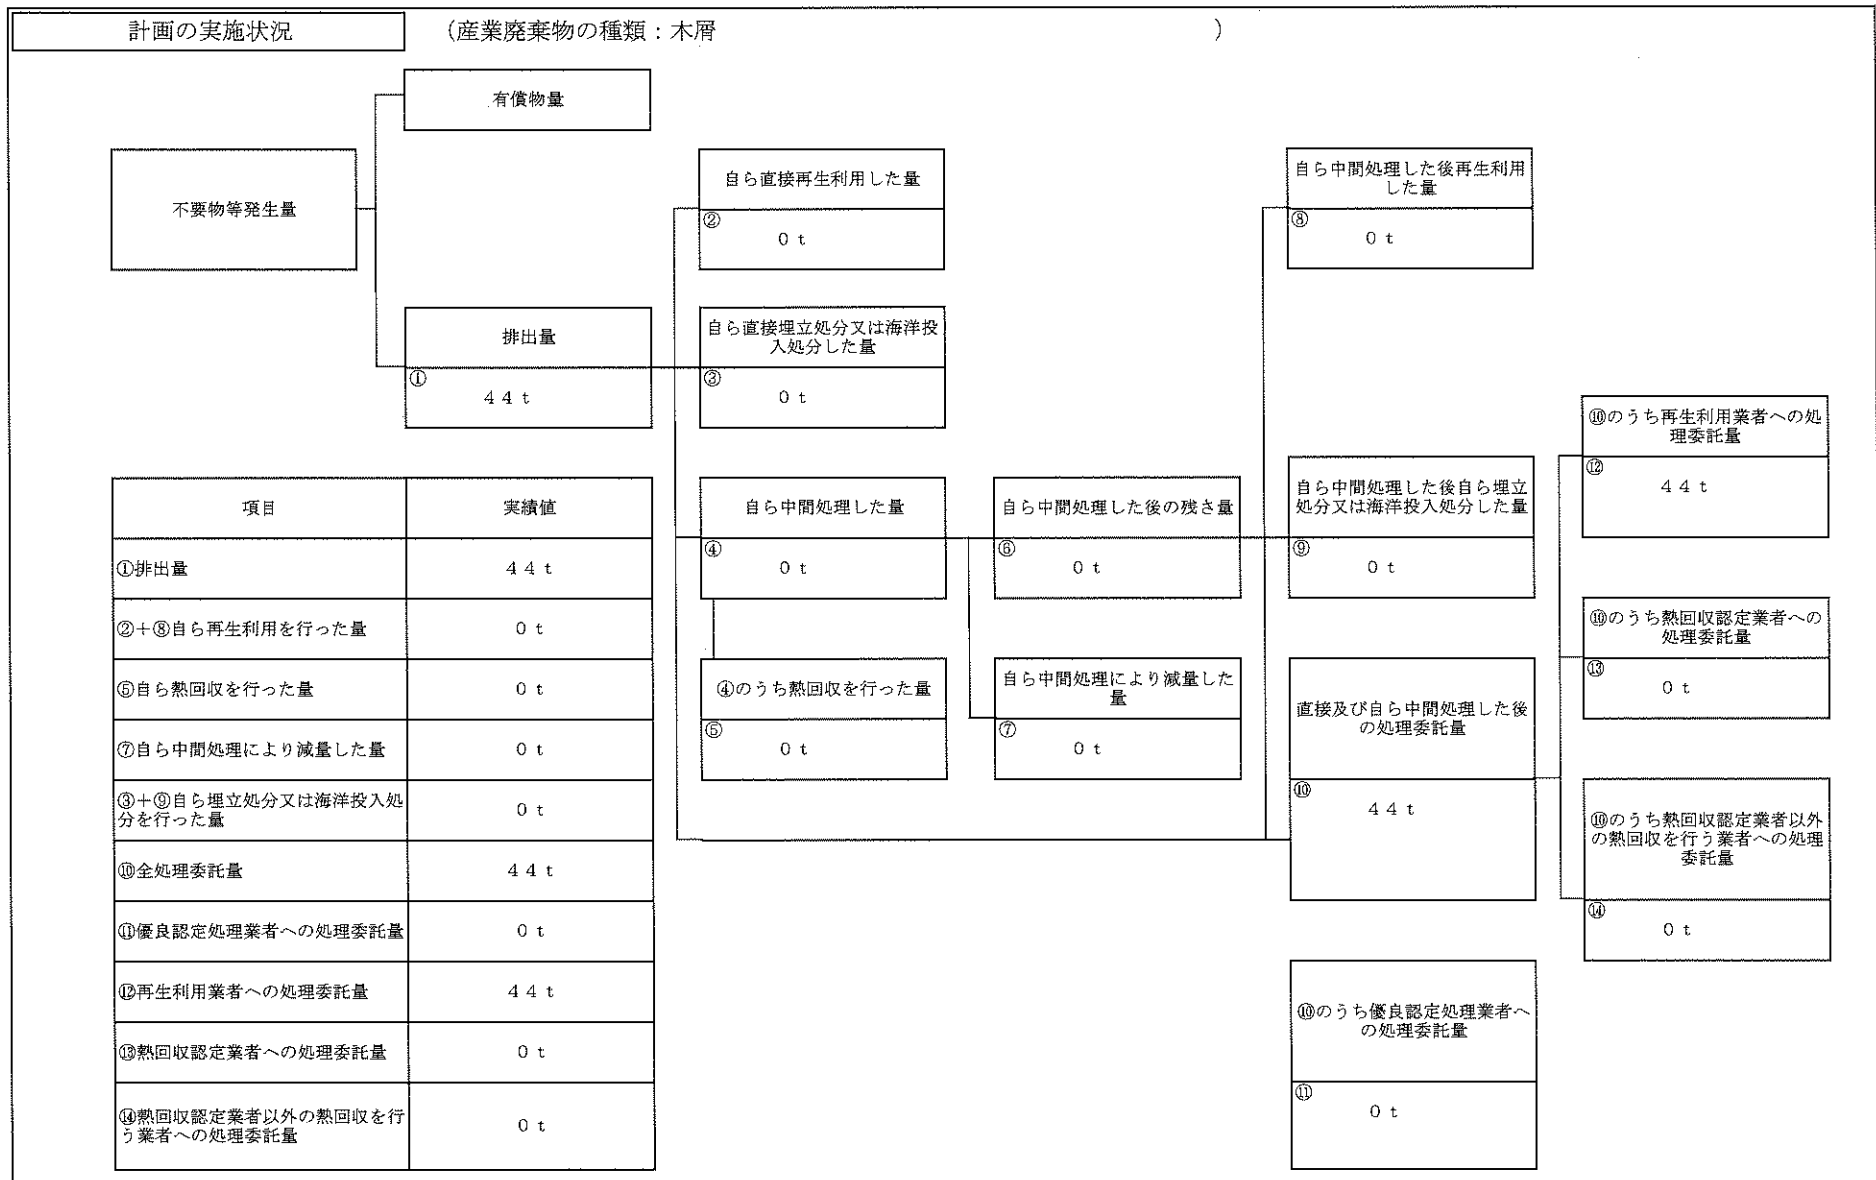 計画の実施状況
(産業廃棄物の種類：木屑 )
有償物量
不要物等発生量
排出量
①
44t
自ら直接再生利用した量
②
0t
自ら直接埋立処分又は海洋投
入処分した量
③
0t
自ら中間処理した量
④
0t
④のうち熱回収を行った量
⑤
0t
自ら中間処理した後の残さ量
⑥
0t
自ら中間処理により減量した
量
⑦
0t
自ら中間処理した後再生利用
した量
⑧
0t
自ら中間処理した後自ら埋立
処分又は海洋投入処分した量
⑨
0t
直接及び自ら中間処理した後
の処理委託量
⑩
44t
⑩のうち優良認定処理業者へ
の処理委託量
⑪
0t
⑩のうち再生利用業者への処
理委託量
⑫
44t
⑩のうち熱回収認定業者への
処理委託量
⑬
0t
⑩のうち熱回収認定業者以外
の熱回収を行う業者への処理
委託量
⑭
0t
項目 実績値
①排出量 44t
②+⑧自ら再生利用を行った量 0t
⑤自ら熱回収を行った量 0t
⑦自ら中間処理により減量した量 0t
③+⑨自ら埋立処分又は海洋投入処
分を行った量 0t
⑩全処理委託量 44t
⑪優良認定処理業者への処理委託量 0t
⑫再生利用業者への処理委託量 44t
⑬熱回収認定業者への処理委託量 0t
⑭熱回収認定業者以外の熱回収を行
う業者への処理委託量 0t